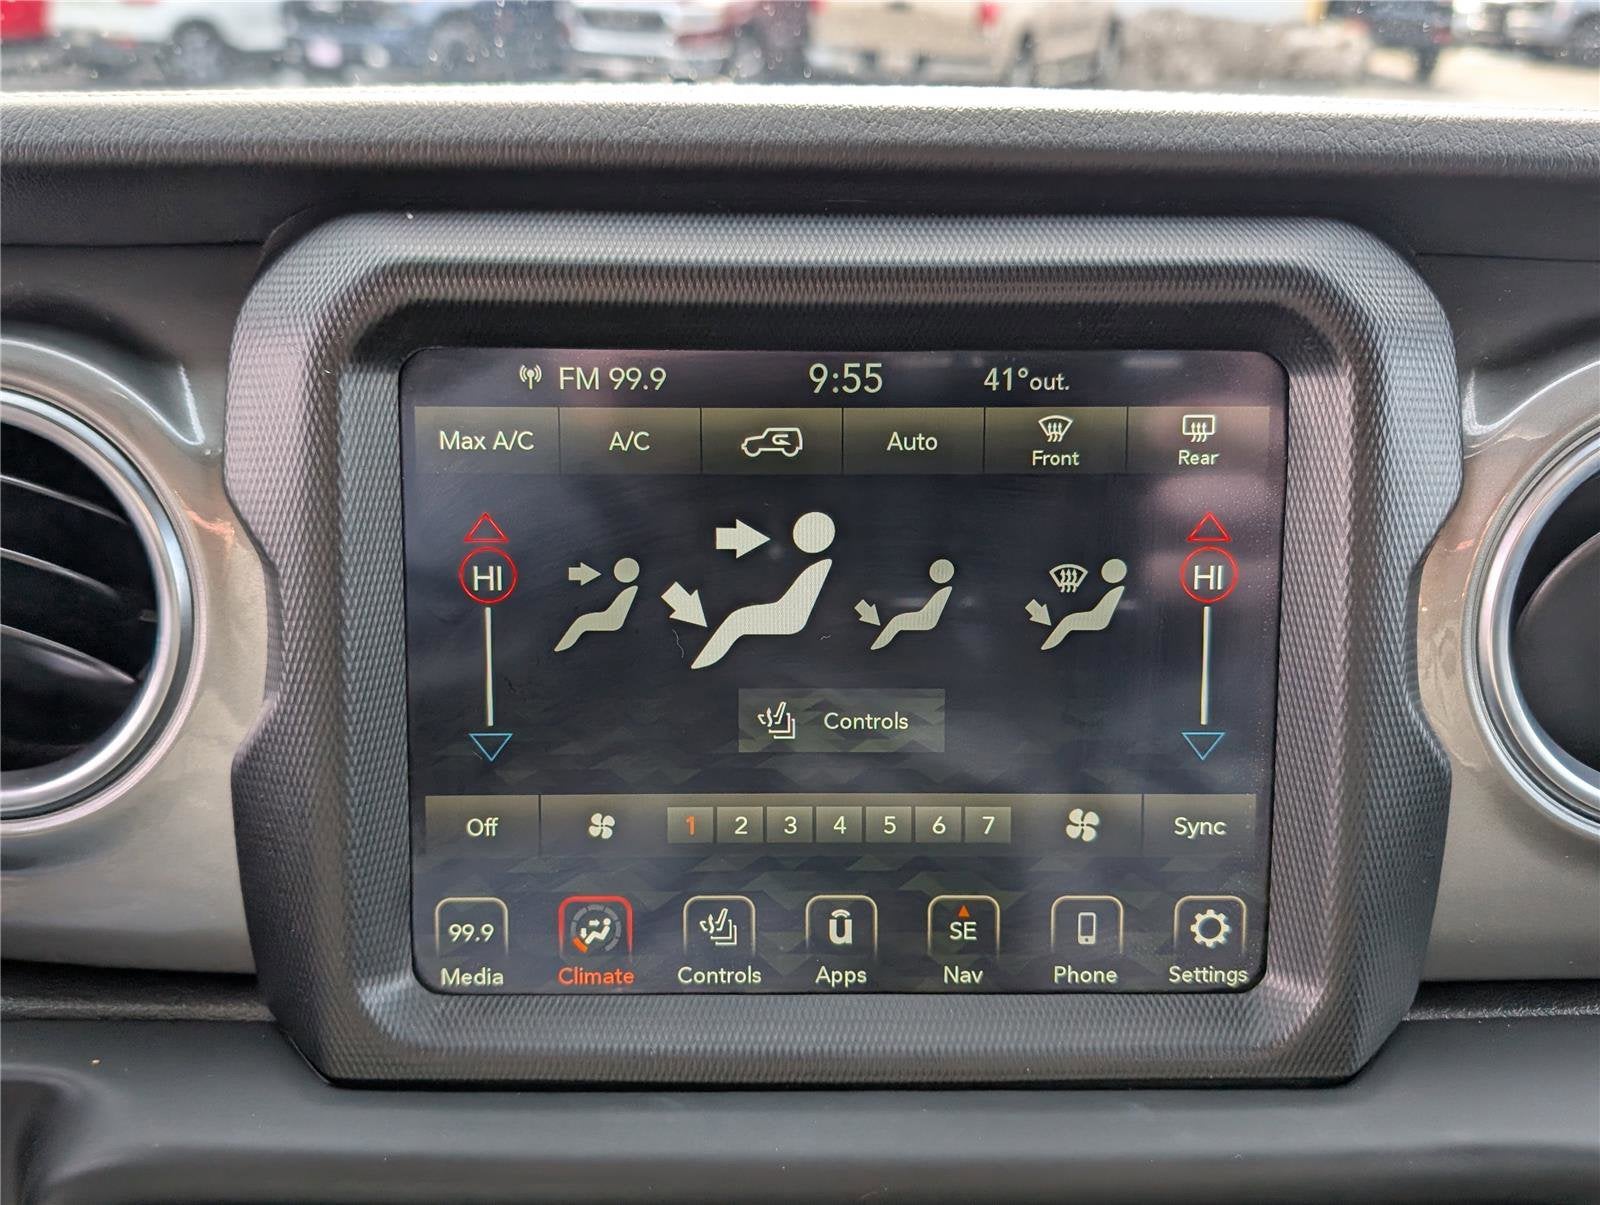 FM 99.9 9:55 41°out.
Max A/C A/C Auto Front Rear
HI HI
Controls
Off 1 2 3 4 5 6 7 Sync
99.9 SE
Media Climate Controls Apps Nav Phone Settings